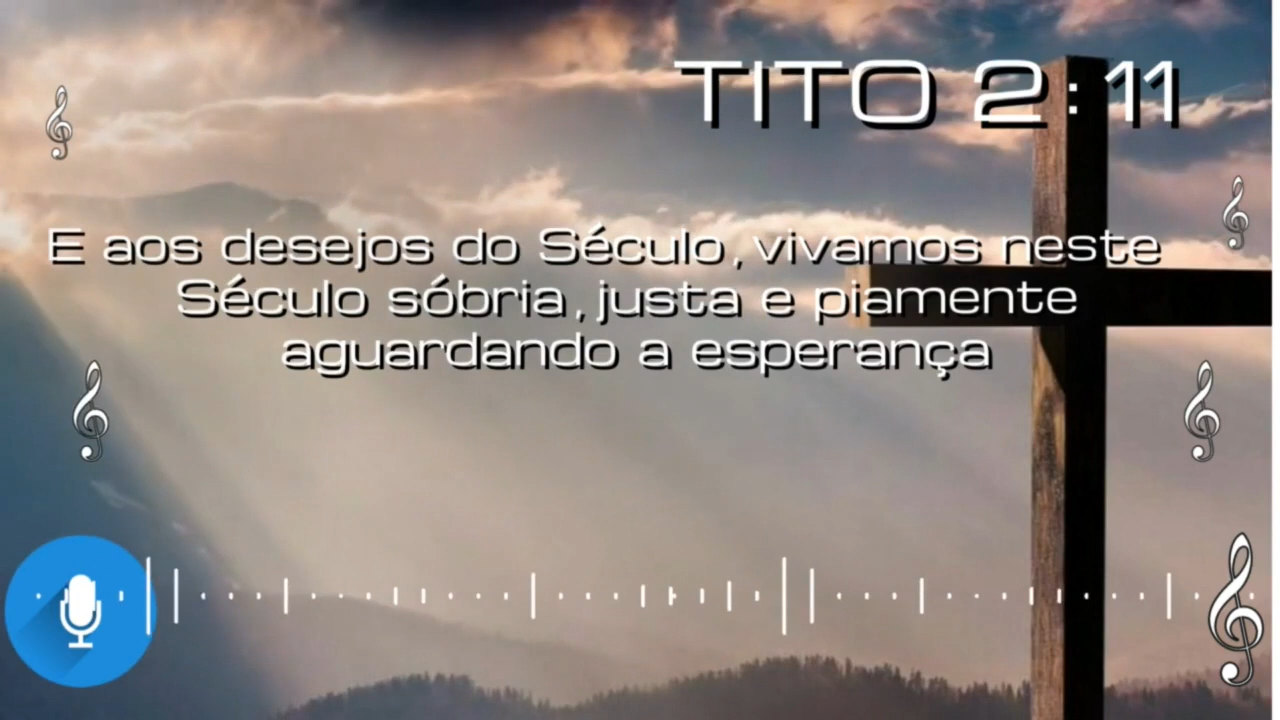 TITO 2:11
E aos desejos do Século, vivamos neste
Século sóbria, justa e piamente
aguardando a esperança